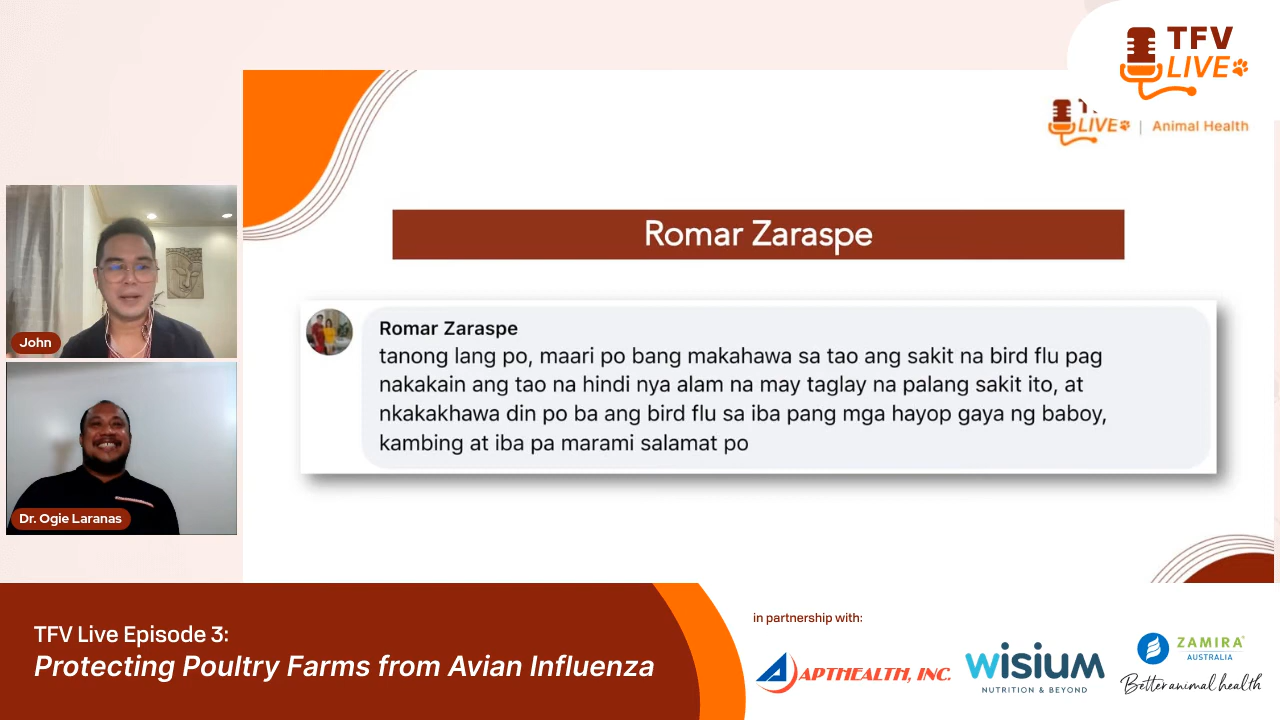 TFV
LIVE
LIVE | Animal Health
Romar Zaraspe
Romar Zaraspe
tanong lang po, maari po bang makahawa sa tao ang sakit na bird flu pag
nakakain ang tao na hindi nya alam na may taglay na palang sakit ito, at
nkakakhawa din po ba ang bird flu sa iba pang mga hayop gaya ng baboy,
kambing at iba pa marami salamat po
John
Dr. Ogie Laranas
TFV Live Episode 3:
Protecting Poultry Farms from Avian Influenza
in partnership with:
APTHEALTH, INC.
wisium
NUTRITION & BEYOND
ZAMIRA®
AUSTRALIA
Better animal health